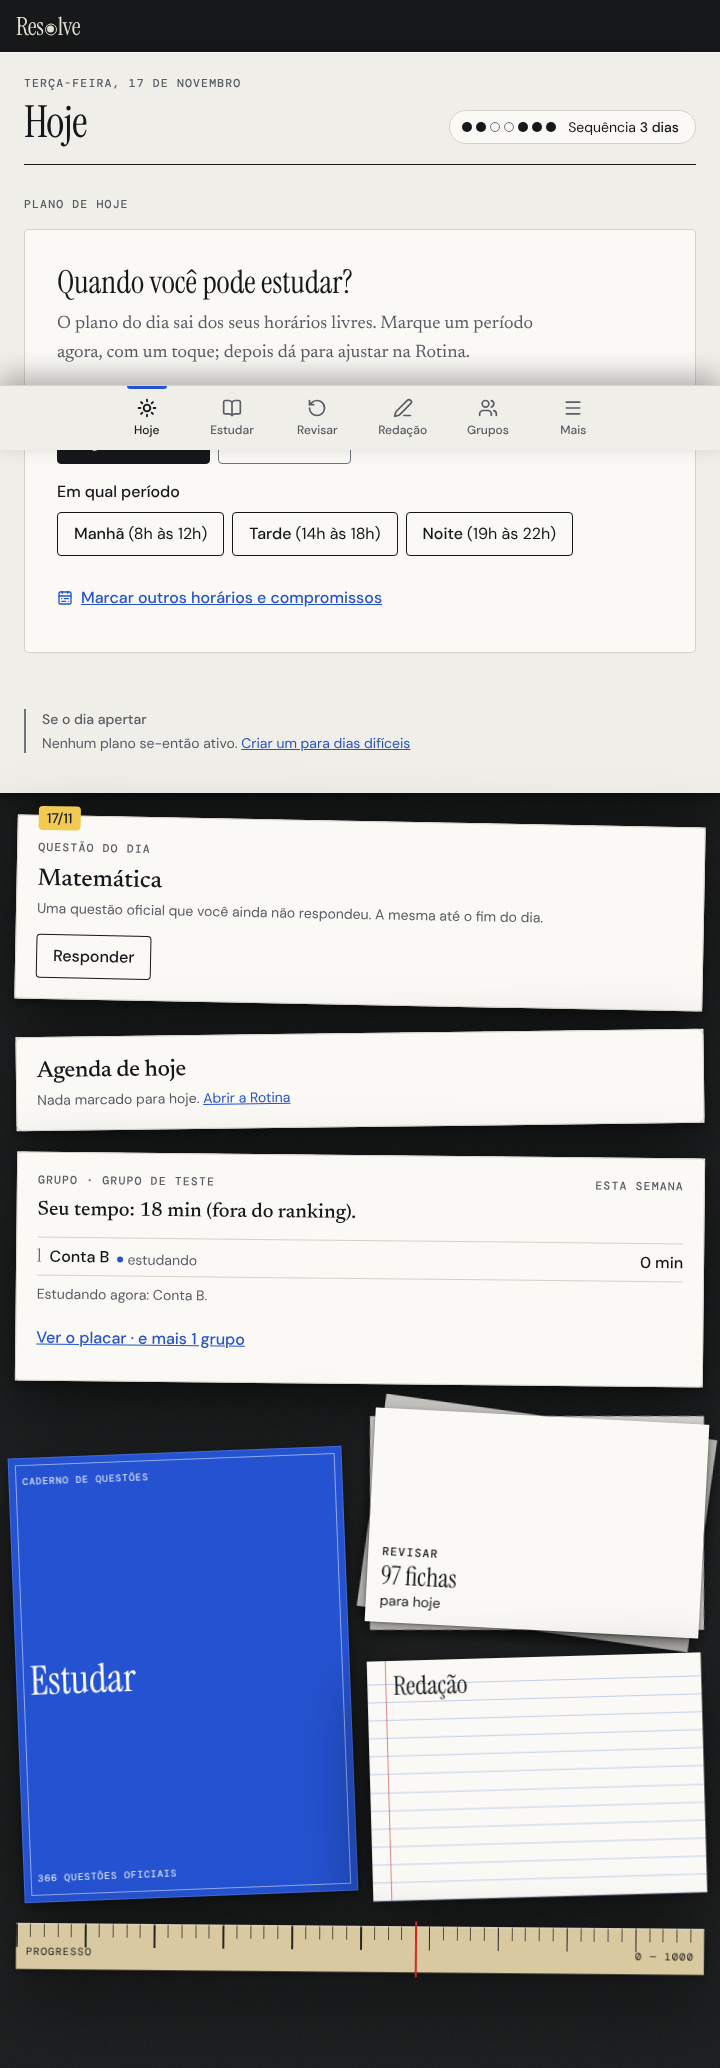 Resolve
TERÇA-FEIRA, 17 DE NOVEMBRO
Hoje
Sequência 3 dias
PLANO DE HOJE
Quando você pode estudar?
O plano do dia sai dos seus horários livres. Marque um período
agora, com um toque; depois dá para ajustar na Rotina.
Hoje
Estudar
Revisar
Redação
Grupos
Mais
Em qual período
Manhã (8h às 12h)
Tarde (14h às 18h)
Noite (19h às 22h)
Marcar outros horários e compromissos
Se o dia apertar
Nenhum plano se-então ativo. Criar um para dias difíceis
17/11
QUESTÃO DO DIA
Matemática
Uma questão oficial que você ainda não respondeu. A mesma até o fim do dia.
Responder
Agenda de hoje
Nada marcado para hoje. Abrir a Rotina
GRUPO · GRUPO DE TESTE
ESTA SEMANA
Seu tempo: 18 min (fora do ranking).
1 Conta B • estudando
0 min
Estudando agora: Conta B.
Ver o placar · e mais 1 grupo
CADERNO DE QUESTÕES
Estudar
366 QUESTÕES OFICIAIS
REVISAR
97 fichas
para hoje
Redação
PROGRESSO
0 — 1000